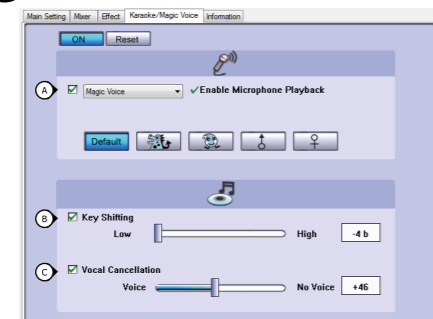 Main Setting Mixer Effect Karaoke/Magic Voice Information
ON Reset
A Magic Voice Enable Microphone Playback
Default
B Key Shifting
Low High -4 b
C Vocal Cancellation
Voice No Voice +46